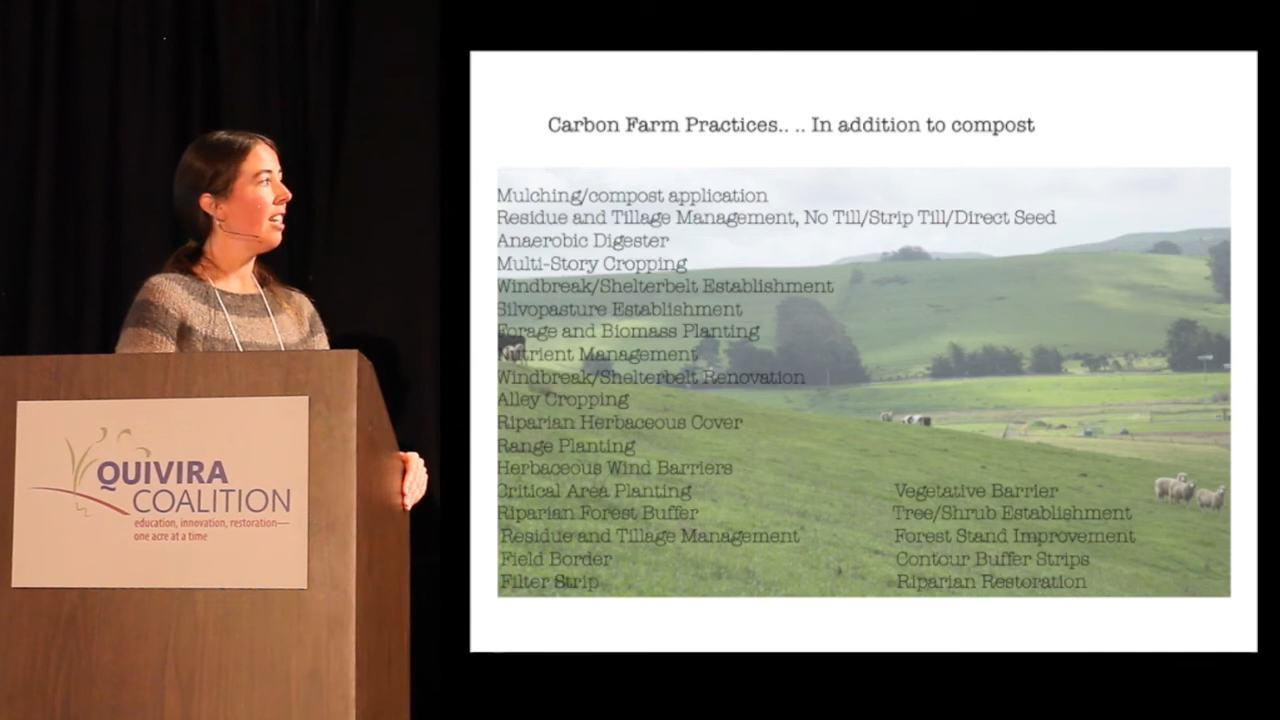 QUIVIRA
COALITION
education, innovation, restoration—
one acre at a time
Carbon Farm Practices.. .. In addition to compost
Mulching/compost application
Residue and Tillage Management, No Till/Strip Till/Direct Seed
Anaerobic Digester
Multi-Story Cropping
Windbreak/Shelterbelt Establishment
Silvopasture Establishment
Forage and Biomass Planting
Nutrient Management
Windbreak/Shelterbelt Renovation
Alley Cropping
Riparian Herbaceous Cover
Range Planting
Herbaceous Wind Barriers
Critical Area Planting
Riparian Forest Buffer
Residue and Tillage Management
Field Border
Filter Strip
Vegetative Barrier
Tree/Shrub Establishment
Forest Stand Improvement
Contour Buffer Strips
Riparian Restoration